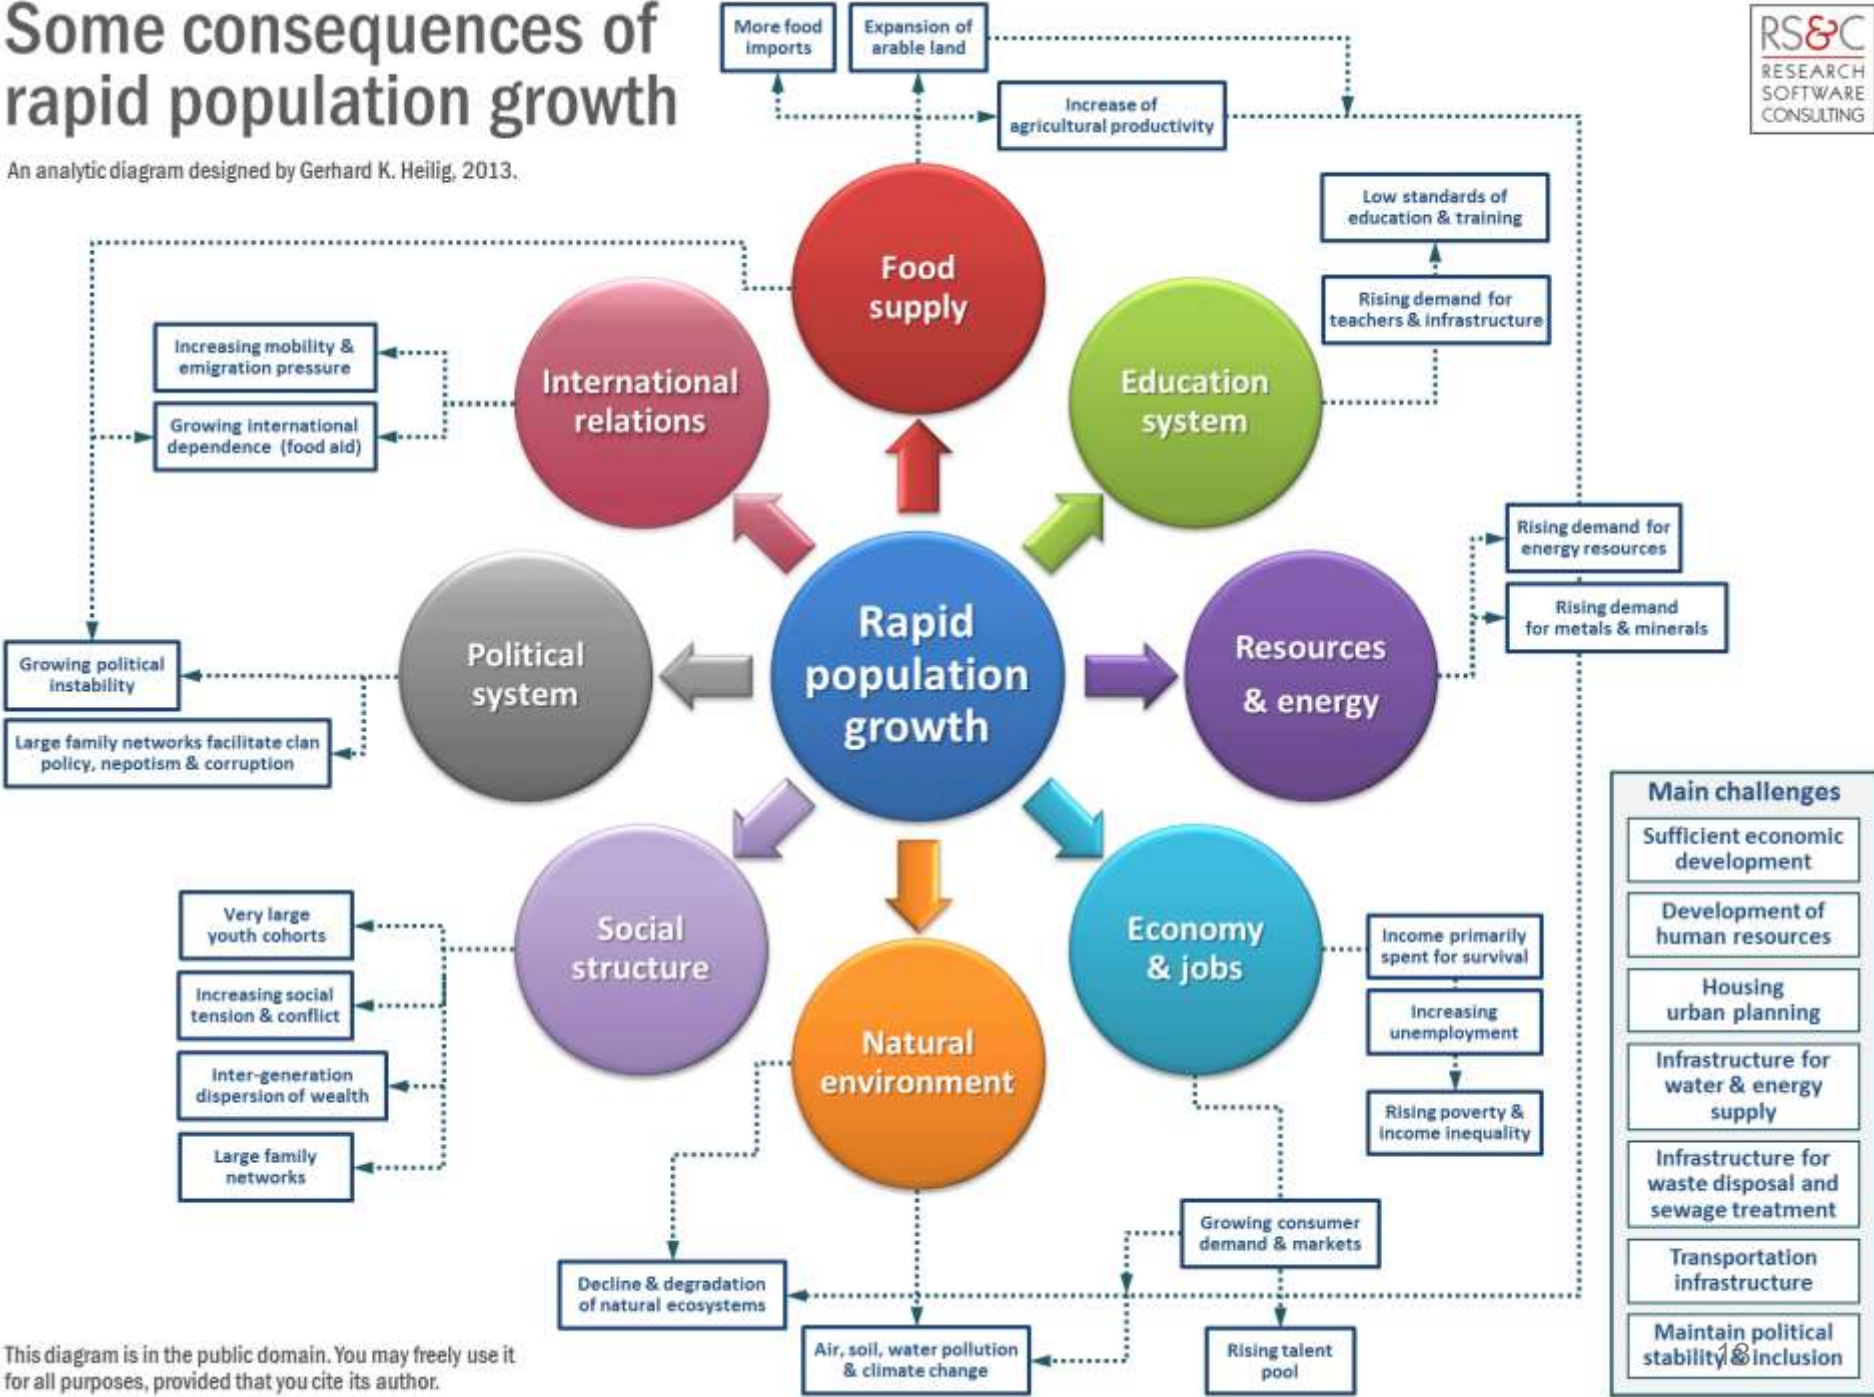 Some consequences of
rapid population growth
An analytic diagram designed by Gerhard K. Heilig, 2013.
RS&C
RESEARCH
SOFTWARE
CONSULTING
More food
imports
Expansion of
arable land
Increase of
agricultural productivity
Low standards of
education & training
Rising demand for
teachers & infrastructure
Food
supply
International
relations
Education
system
Increasing mobility &
emigration pressure
Growing international
dependence (food aid)
Rising demand for
energy resources
Rising demand
for metals & minerals
Rapid
population
growth
Political
system
Resources
& energy
Growing political
instability
Large family networks facilitate clan
policy, nepotism & corruption
Social
structure
Economy
& jobs
Natural
environment
Very large
youth cohorts
Increasing social
tension & conflict
Inter-generation
dispersion of wealth
Large family
networks
Income primarily
spent for survival
Increasing
unemployment
Rising poverty &
income inequality
Growing consumer
demand & markets
Decline & degradation
of natural ecosystems
Air, soil, water pollution
& climate change
Rising talent
pool
Main challenges
Sufficient economic
development
Development of
human resources
Housing
urban planning
Infrastructure for
water & energy
supply
Infrastructure for
waste disposal and
sewage treatment
Transportation
infrastructure
Maintain political
stability & inclusion
18
This diagram is in the public domain. You may freely use it
for all purposes, provided that you cite its author.